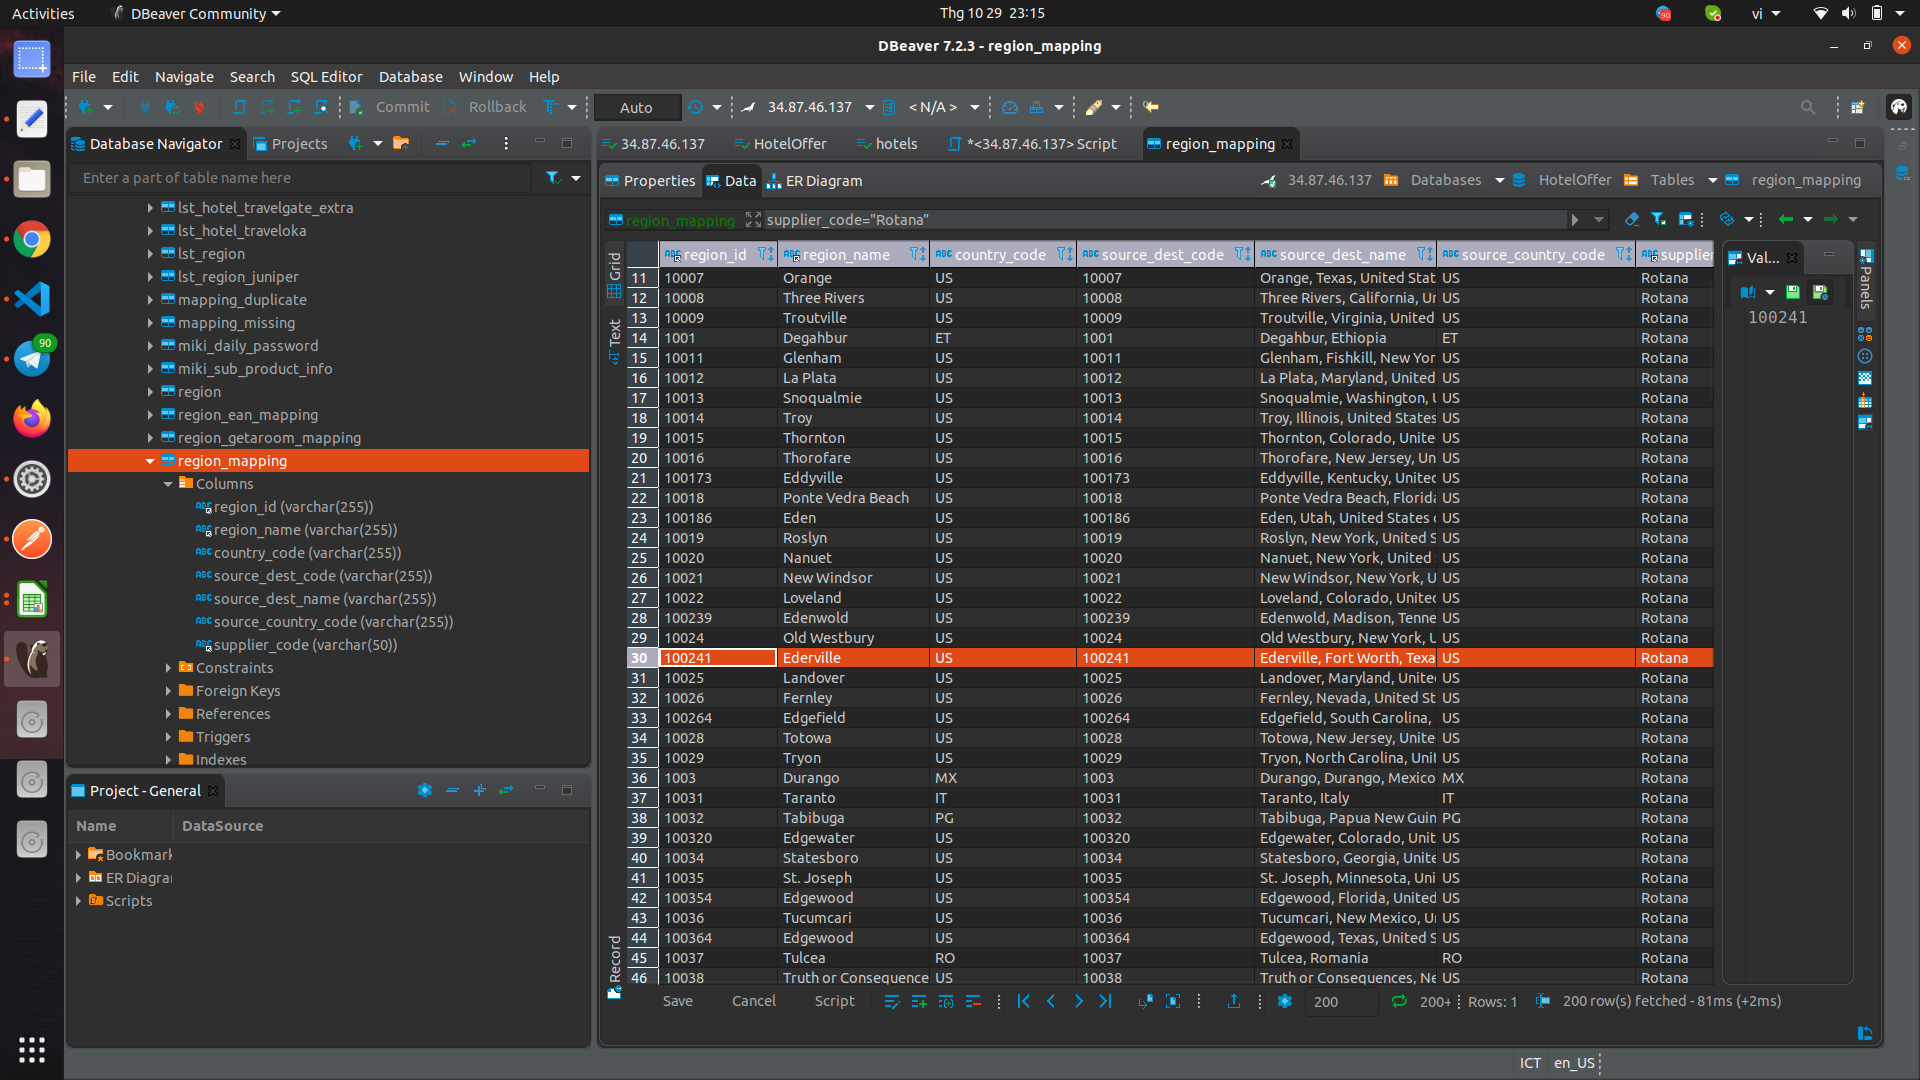 Activities DBeaver Community Thg 10 29 23:15 90 vi
DBeaver 7.2.3 - region_mapping
File Edit Navigate Search SQL Editor Database Window Help
Commit Rollback Auto 34.87.46.137 < N/A >
Database Navigator Projects 34.87.46.137 HotelOffer hotels *<34.87.46.137> Script region_mapping
Enter a part of table name here
Properties Data ER Diagram 34.87.46.137 Databases HotelOffer Tables region_mapping
region_mapping supplier_code="Rotana"
lst_hotel_travelgate_extra
lst_hotel_traveloka
lst_region
lst_region_juniper
mapping_duplicate
mapping_missing
miki_daily_password
miki_sub_product_info
region
region_ean_mapping
region_getaroom_mapping
region_mapping
Columns
region_id (varchar(255))
region_name (varchar(255))
country_code (varchar(255))
source_dest_code (varchar(255))
source_dest_name (varchar(255))
source_country_code (varchar(255))
supplier_code (varchar(50))
Constraints
Foreign Keys
References
Triggers
Indexes
90
Project - General
Name DataSource
Bookmark
ER Diagra
Scripts
Grid
Text
Record
region_id region_name country_code source_dest_code source_dest_name source_country_code supplier
11 10007 Orange US 10007 Orange, Texas, United Stat US Rotana
12 10008 Three Rivers US 10008 Three Rivers, California, Ur US Rotana
13 10009 Troutville US 10009 Troutville, Virginia, United US Rotana
14 1001 Degahbur ET 1001 Degahbur, Ethiopia ET Rotana
15 10011 Glenham US 10011 Glenham, Fishkill, New Yor US Rotana
16 10012 La Plata US 10012 La Plata, Maryland, United US Rotana
17 10013 Snoqualmie US 10013 Snoqualmie, Washington, U US Rotana
18 10014 Troy US 10014 Troy, Illinois, United States US Rotana
19 10015 Thornton US 10015 Thornton, Colorado, Unite US Rotana
20 10016 Thorofare US 10016 Thorofare, New Jersey, Un US Rotana
21 100173 Eddyville US 100173 Eddyville, Kentucky, United US Rotana
22 10018 Ponte Vedra Beach US 10018 Ponte Vedra Beach, Florida US Rotana
23 100186 Eden US 100186 Eden, Utah, United States o US Rotana
24 10019 Roslyn US 10019 Roslyn, New York, United S US Rotana
25 10020 Nanuet US 10020 Nanuet, New York, United US Rotana
26 10021 New Windsor US 10021 New Windsor, New York, U US Rotana
27 10022 Loveland US 10022 Loveland, Colorado, United US Rotana
28 100239 Edenwold US 100239 Edenwold, Madison, Tenne US Rotana
29 10024 Old Westbury US 10024 Old Westbury, New York, U US Rotana
30 100241 Ederville US 100241 Ederville, Fort Worth, Texa US Rotana
31 10025 Landover US 10025 Landover, Maryland, Unite US Rotana
32 10026 Fernley US 10026 Fernley, Nevada, United St US Rotana
33 100264 Edgefield US 100264 Edgefield, South Carolina, US Rotana
34 10028 Totowa US 10028 Totowa, New Jersey, Unite US Rotana
35 10029 Tryon US 10029 Tryon, North Carolina, Unit US Rotana
36 1003 Durango MX 1003 Durango, Durango, Mexico MX Rotana
37 10031 Taranto IT 10031 Taranto, Italy IT Rotana
38 10032 Tabibuga PG 10032 Tabibuga, Papua New Guin PG Rotana
39 100320 Edgewater US 100320 Edgewater, Colorado, Unit US Rotana
40 10034 Statesboro US 10034 Statesboro, Georgia, Unite US Rotana
41 10035 St. Joseph US 10035 St. Joseph, Minnesota, Uni US Rotana
42 100354 Edgewood US 100354 Edgewood, Florida, United US Rotana
43 10036 Tucumcari US 10036 Tucumcari, New Mexico, U US Rotana
44 100364 Edgewood US 100364 Edgewood, Texas, United S US Rotana
45 10037 Tulcea RO 10037 Tulcea, Romania RO Rotana
46 10038 Truth or Consequence US 10038 Truth or Consequences, Ne US Rotana
Val...
100241
Panels
Save Cancel Script 200 200+ Rows: 1 200 row(s) fetched - 81ms (+2ms)
ICT en_US